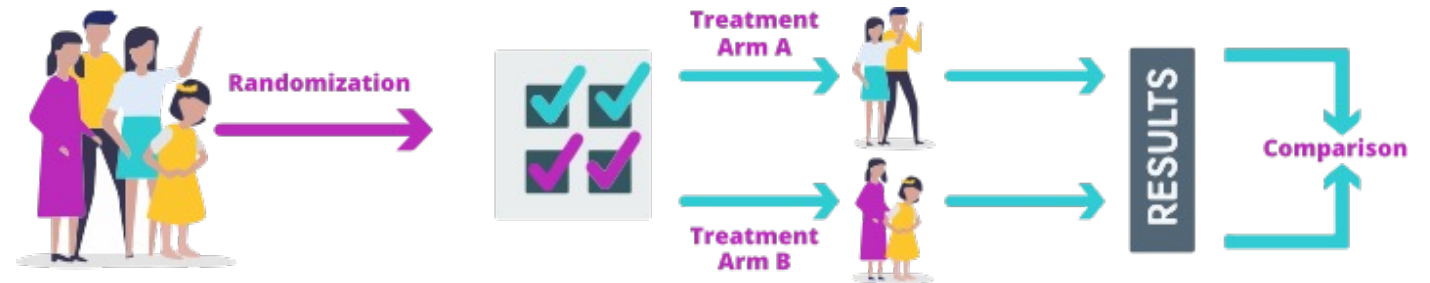 Randomization
Treatment
Arm A
Treatment
Arm B
RESULTS
Comparison